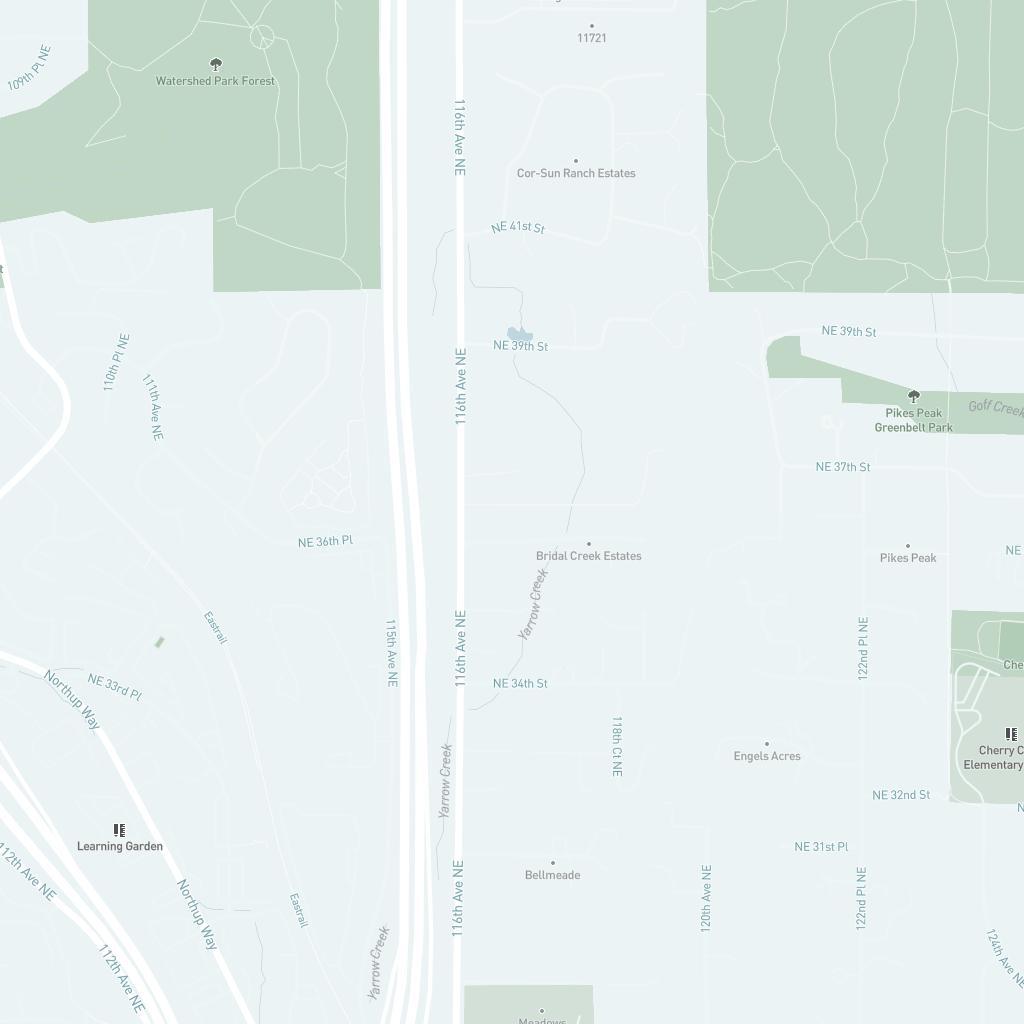 11721
109th Pl NE
Watershed Park Forest
116th Ave NE
Cor-Sun Ranch Estates
NE 41st St
NE 39th St
NE 39th St
110th Pl NE
111th Ave NE
116th Ave NE
Pikes Peak
Greenbelt Park
Goff Creek
NE 37th St
NE 36th Pl
Bridal Creek Estates
Pikes Peak
NE
Yarrow Creek
Eastrail
115th Ave NE
116th Ave NE
122nd Pl NE
Northup Way
NE 33rd Pl
NE 34th St
Che
118th Ct NE
Engels Acres
Cherry C
Elementary
Yarrow Creek
NE 32nd St
Learning Garden
NE 31st Pl
112th Ave NE
Bellmeade
116th Ave NE
120th Ave NE
122nd Pl NE
Northup Way
Eastrail
Yarrow Creek
112th Ave NE
124th Ave NE
Meadows